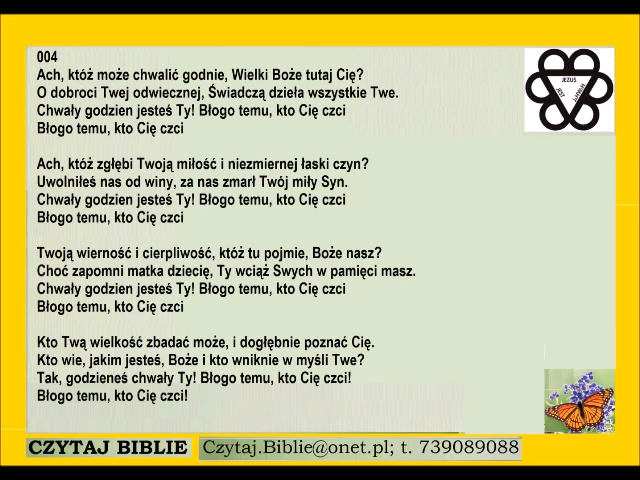 004
Ach, któż może chwalić godnie, Wielki Boże tutaj Cię?
O dobroci Twej odwiecznej, Świadczą dzieła wszystkie Twe.
Chwały godzien jesteś Ty! Błogo temu, kto Cię czci
Błogo temu, kto Cię czci
Ach, któż zgłębi Twoją miłość i niezmiernej łaski czyn?
Uwolniłeś nas od winy, za nas zmarł Twój miły Syn.
Chwały godzien jesteś Ty! Błogo temu, kto Cię czci
Błogo temu, kto Cię czci
Twoją wierność i cierpliwość, któż tu pojmie, Boże nasz?
Choć zapomni matka dziecię, Ty wciąż Swych w pamięci masz.
Chwały godzien jesteś Ty! Błogo temu, kto Cię czci
Błogo temu, kto Cię czci
Kto Twą wielkość zbadać może, i dogłębnie poznać Cię.
Kto wie, jakim jesteś, Boże i kto wniknie w myśli Twe?
Tak, godzieneś chwały Ty! Błogo temu, kto Cię czci!
Błogo temu, kto Cię czci!
JEZUS
JEST
CZYTAJ BIBLIE Czytaj.Biblie@onet.pl; t. 739089088